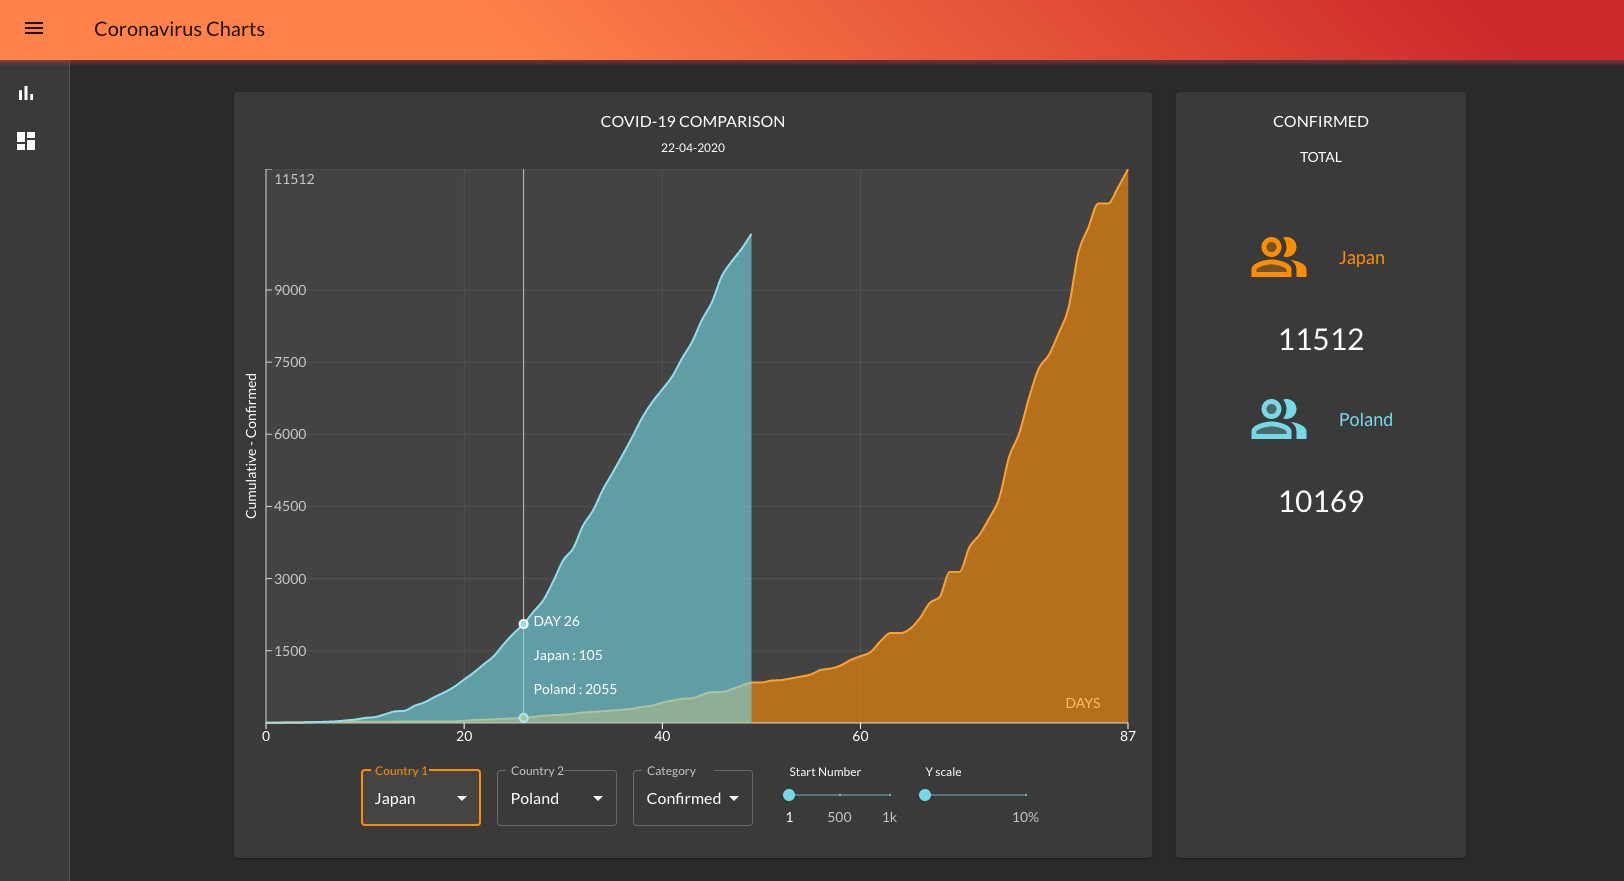 Coronavirus Charts
COVID-19 COMPARISON
22-04-2020
11512
9000
7500
6000
4500
3000
1500
Cumulative - Confirmed
DAY 26
Japan : 105
Poland : 2055
DAYS
0 20 40 60 87
Country 1
Japan
Country 2
Poland
Category
Confirmed
Start Number
1 500 1k
Y scale
10%
CONFIRMED
TOTAL
Japan
11512
Poland
10169